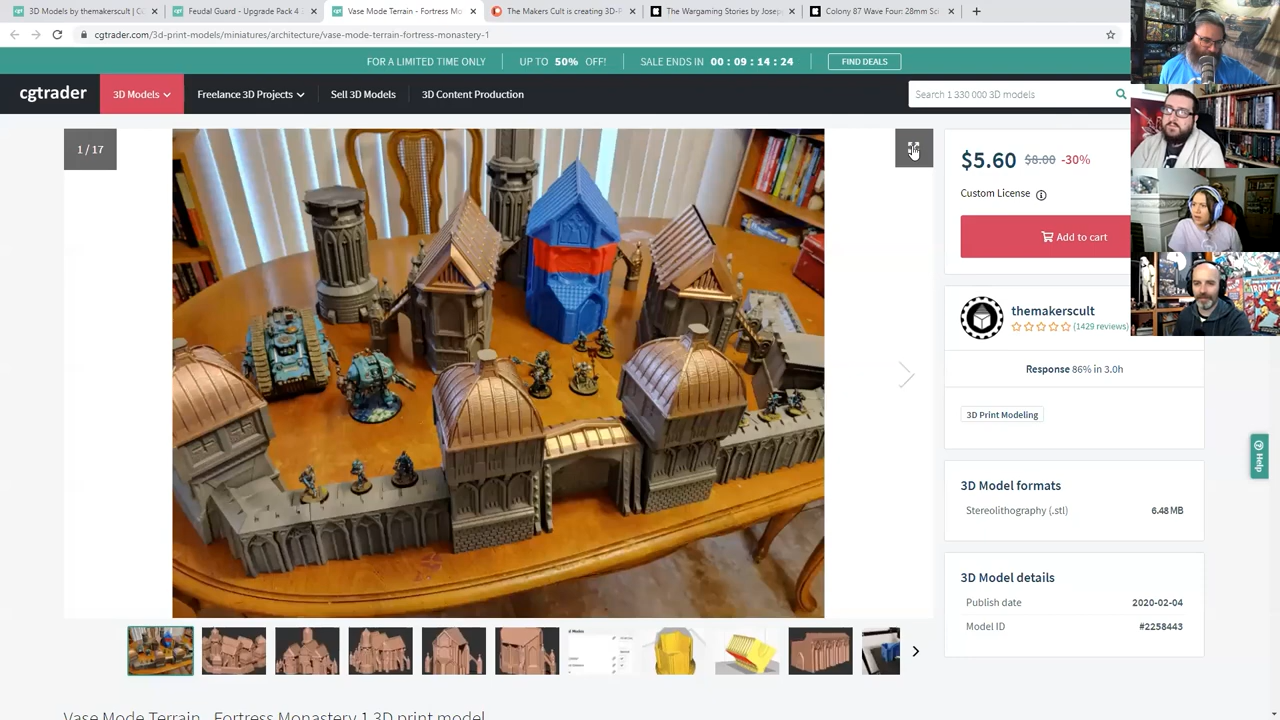 3D Models by themakerscult | C
Feudal Guard - Upgrade Pack 4
Vase Mode Terrain - Fortress Mo
The Makers Cult is creating 3D-P
The Wargaming Stories by Josep
Colony 87 Wave Four: 28mm Sc
cgtrader.com/3d-print-models/miniatures/architecture/vase-mode-terrain-fortress-monastery-1
FOR A LIMITED TIME ONLY UP TO 50% OFF! SALE ENDS IN 00 : 09 : 14 : 24 FIND DEALS
cgtrader 3D Models Freelance 3D Projects Sell 3D Models 3D Content Production Search 1 330 000 3D models
1 / 17
$5.60 $8.00 -30%
Custom License
Add to cart
themakerscult
(1429 reviews)
Response 86% in 3.0h
3D Print Modeling
Help
3D Model formats
Stereolithography (.stl) 6.48 MB
3D Model details
Publish date 2020-02-04
Model ID #2258443
Vase Mode Terrain - Fortress Monastery 1 3D print model